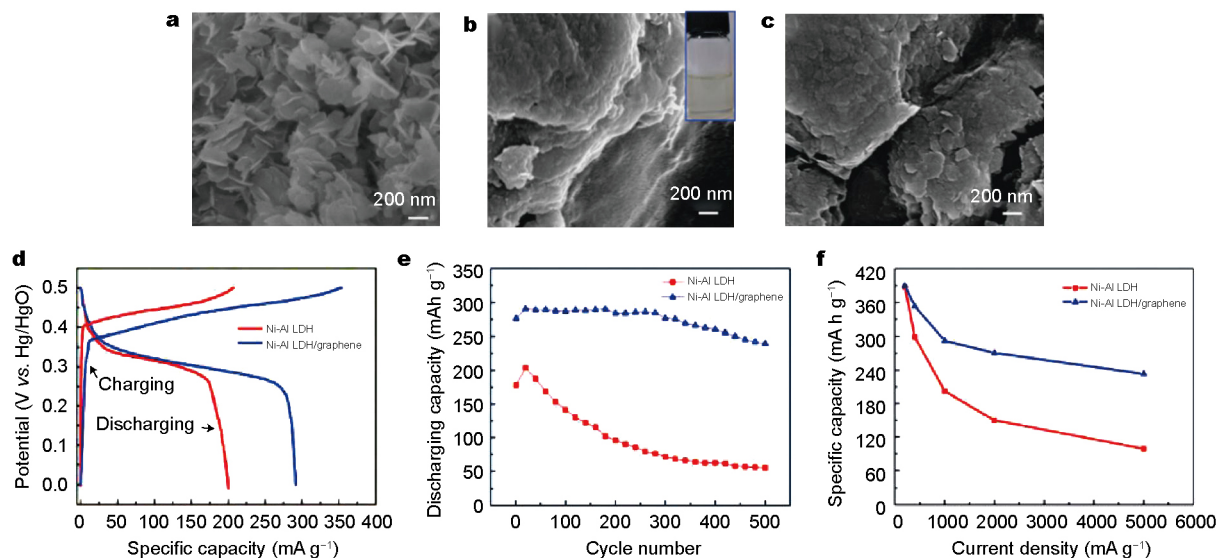 a
200 nm
b
200 nm
c
200 nm
d
Potential (V vs. Hg/HgO)
0.5
0.4
0.3
0.2
0.1
0.0
Ni-Al LDH
Ni-Al LDH/graphene
Charging
Discharging
0 50 100 150 200 250 300 350 400
Specific capacity (mA g⁻¹)
e
Discharging capacity (mAh g⁻¹)
350
300
250
200
150
100
50
0
Ni-Al LDH
Ni-Al LDH/graphene
0 100 200 300 400 500
Cycle number
f
Specific capacity (mA h g⁻¹)
420
360
300
240
180
120
60
0
Ni-Al LDH
Ni-Al LDH/graphene
0 1000 2000 3000 4000 5000 6000
Current density (mA g⁻¹)